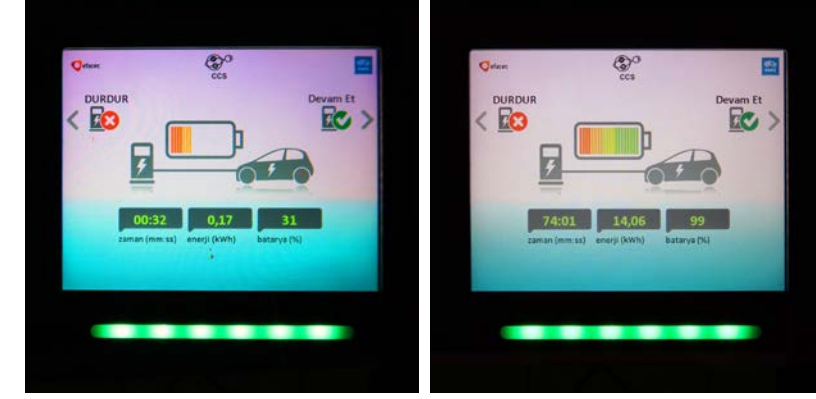 efacec
CCS
DURDUR
Devam Et
00:32
0,17
31
zaman (mm:ss)
enerji (kWh)
batarya (%)
efacec
CCS
DURDUR
Devam Et
74:01
14,06
99
zaman (mm:ss)
enerji (kWh)
batarya (%)